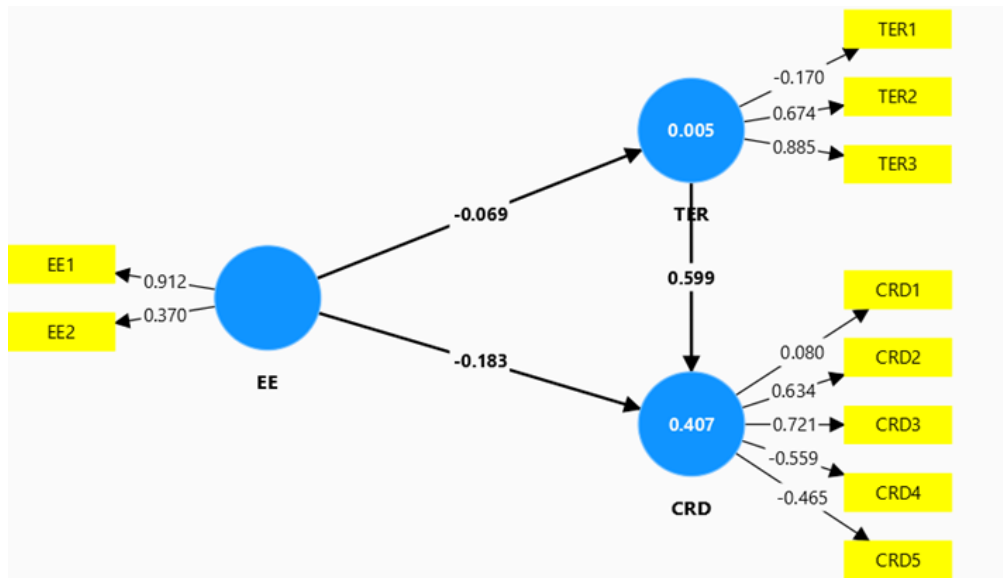 TER1
-0.170
TER2
0.674
0.005
0.885
TER3
-0.069
TER
EE1
0.912
0.599
CRD1
0.370
EE2
0.080
CRD2
-0.183
0.634
EE
0.407
0.721
CRD3
-0.559
CRD4
-0.465
CRD
CRD5